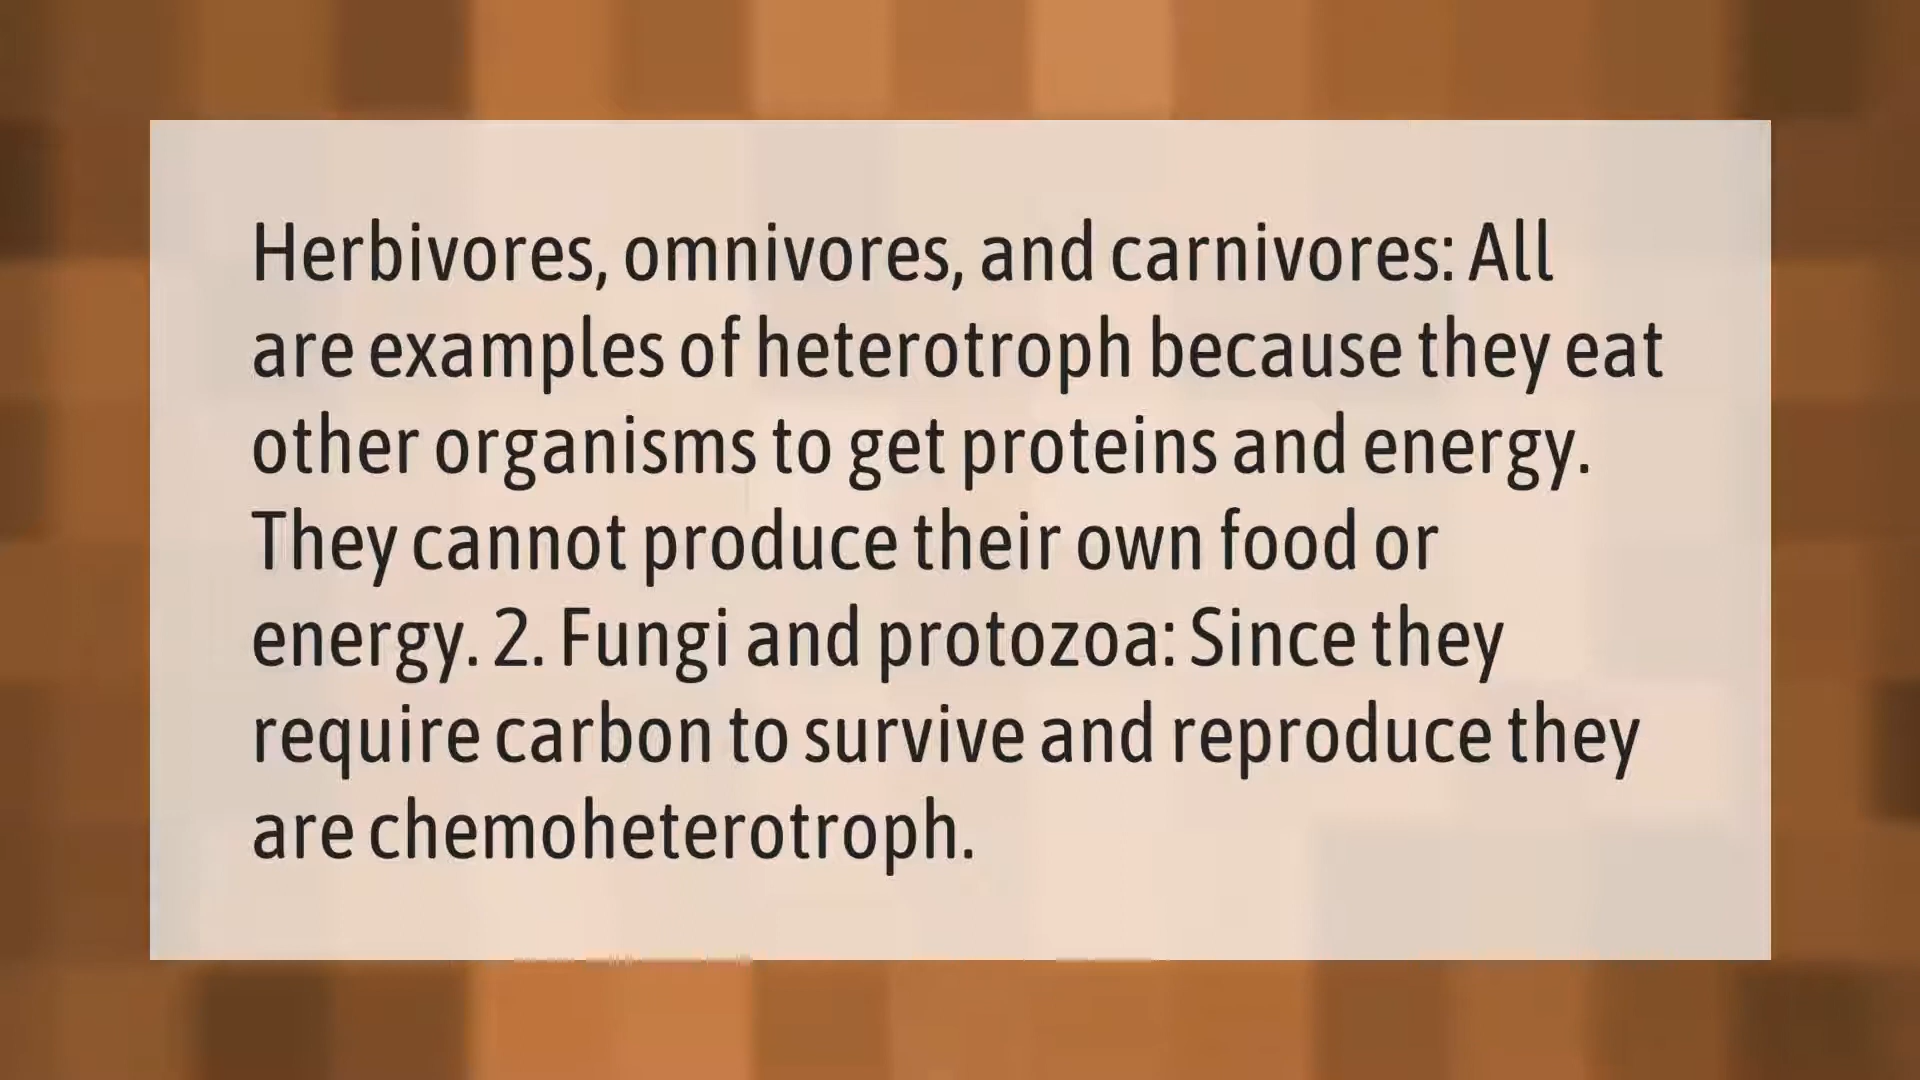 Herbivores, omnivores, and carnivores: All
are examples of heterotroph because they eat
other organisms to get proteins and energy.
They cannot produce their own food or
energy. 2. Fungi and protozoa: Since they
require carbon to survive and reproduce they
are chemoheterotroph.